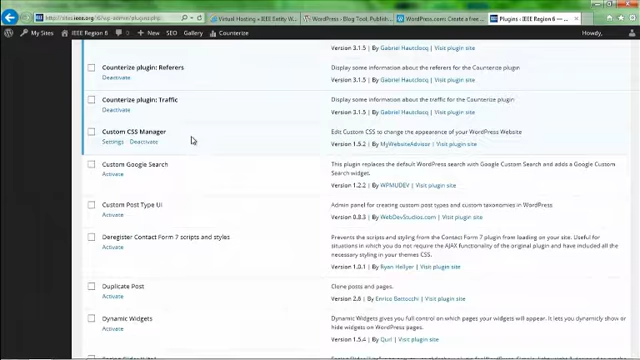 sites.ieee.org
Virtual Hosting - IEEE Entity W
WordPress › Blog Tool, Publish
WordPress.com: Create a free
Plugins ‹ IEEE Region 6 —
My Sites IEEE Region 6 New SEO Gallery Counterize Howdy,
Version 3.1.5 | By Gabriel Hautclocq | Visit plugin site
Counterize plugin: Referers
Deactivate
Display some information about the referers for the Counterize plugin
Version 3.1.5 | By Gabriel Hautclocq | Visit plugin site
Counterize plugin: Traffic
Deactivate
Display some information about the traffic for the Counterize plugin
Version 3.1.5 | By Gabriel Hautclocq | Visit plugin site
Custom CSS Manager
Settings Deactivate
Edit Custom CSS to change the appearance of your WordPress Website
Version 1.5.2 | By MyWebsiteAdvisor | Visit plugin site
Custom Google Search
Activate
This plugin replaces the default WordPress search with Google Custom Search and adds a Google Search
widget.
Version 1.2.2 | By WPMUDEV | Visit plugin site
Custom Post Type UI
Activate
Admin panel for creating custom post types and custom taxonomies in WordPress
Version 0.8.3 | By WebDevStudios.com | Visit plugin site
Deregister Contact Form 7 scripts and styles
Activate
Prevents the scripts and styling from the Contact Form 7 plugin from loading on your site. Useful for
situations in which you do not require the AJAX functionality of the original plugin and have included all the
necessary styling in your themes CSS.
Version 1.0.1 | By Ryan Hellyer | Visit plugin site
Duplicate Post
Activate
Clone posts and pages.
Version 2.6 | By Enrico Battocchi | Visit plugin site
Dynamic Widgets
Activate
Dynamic Widgets gives you full control on which pages your widgets will appear. It lets you dynamicly show or
hide widgets on WordPress pages.
Version 1.5.4 | By Qurl | Visit plugin site